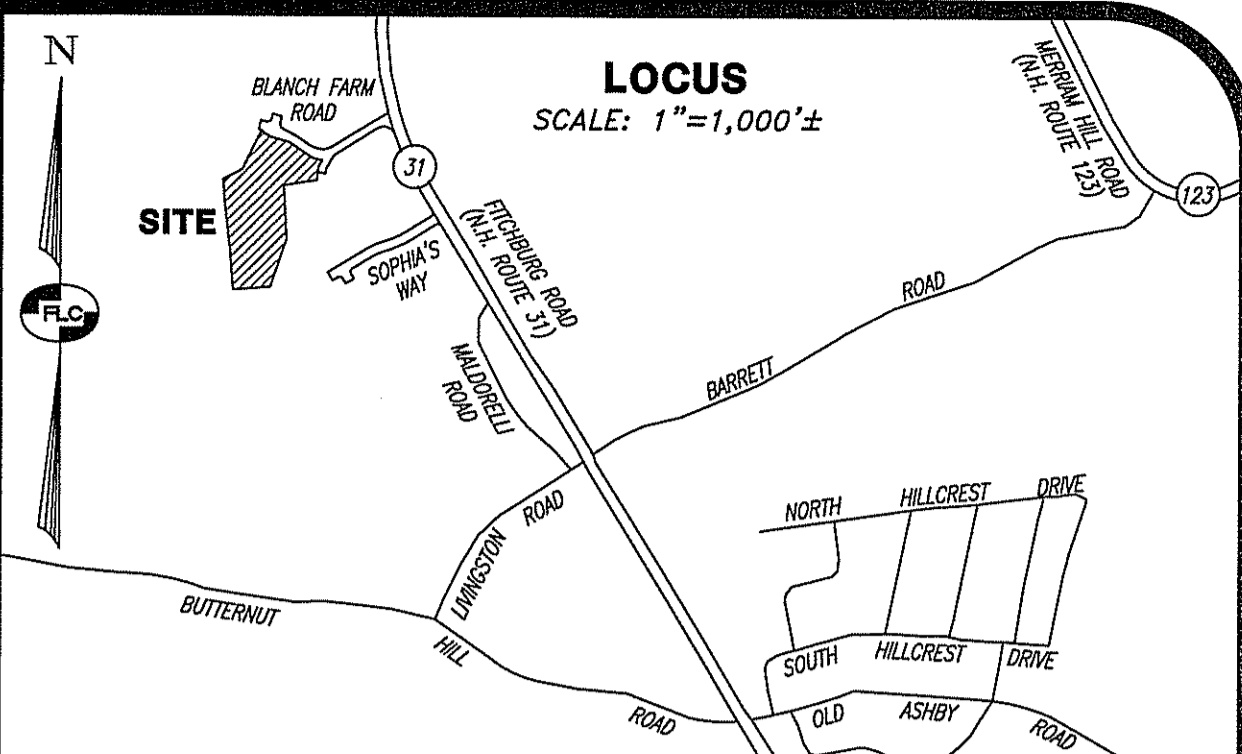 N
BLANCH FARM
ROAD
LOCUS
SCALE: 1"=1,000'±
MERRIAM HILL ROAD
(N.H. ROUTE 123)
31
123
SITE
SOPHIA'S
WAY
FITCHBURG ROAD
(N.H. ROUTE 31)
FLC
MALDORELLI
ROAD
BARRETT
ROAD
LIVINGSTON
ROAD
NORTH HILLCREST DRIVE
BUTTERNUT
HILL
ROAD
SOUTH HILLCREST DRIVE
OLD ASHBY ROAD